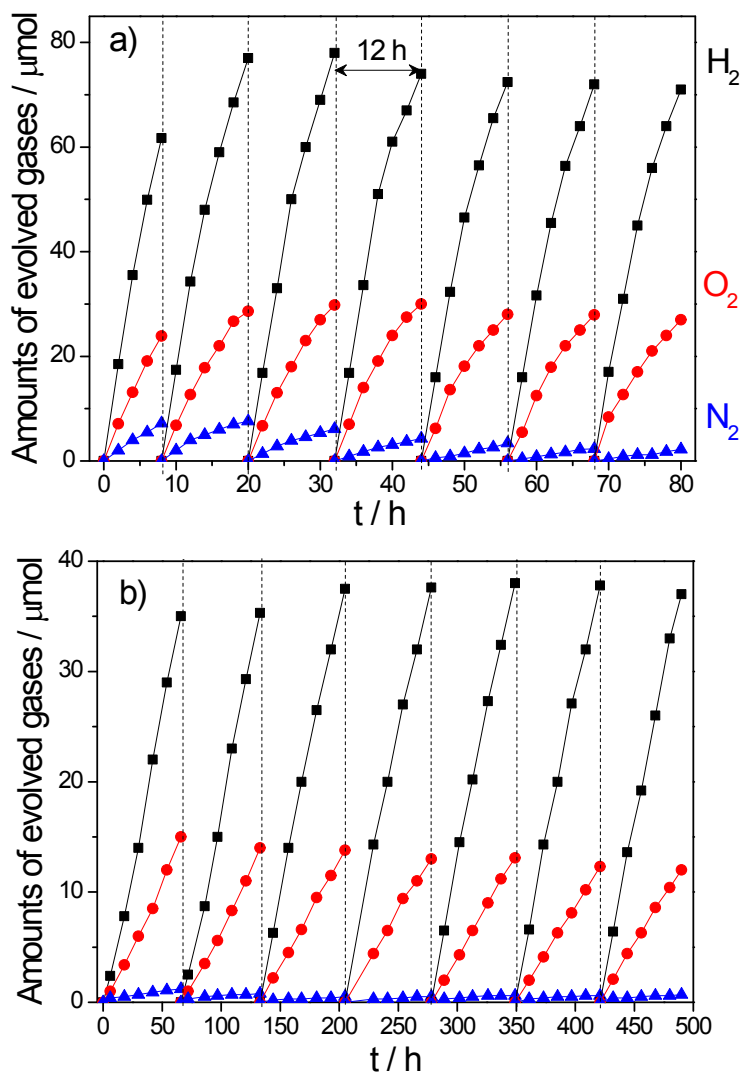 a)
12 h
H2
O2
N2
Amounts of evolved gases / μmol
80
60
40
20
0
0 10 20 30 40 50 60 70 80
t / h
b)
Amounts of evolved gases / μmol
40
30
20
10
0
0 50 100 150 200 250 300 350 400 450 500
t / h